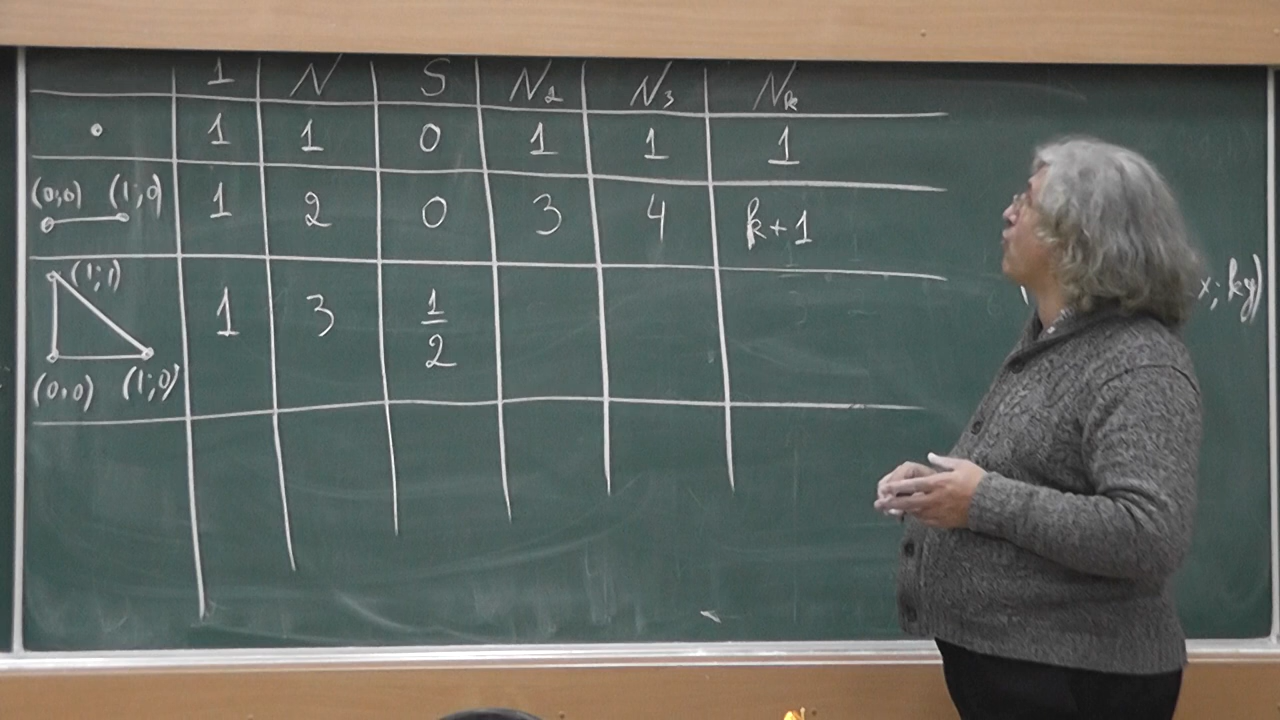 1 N S N₂ N₃ Nₖ
1 1 0 1 1 1
(0;0) (1;0)
1 2 0 3 4 k+1
(1;1)
1 3 1/2
(0;0) (1;0)
x; ky)